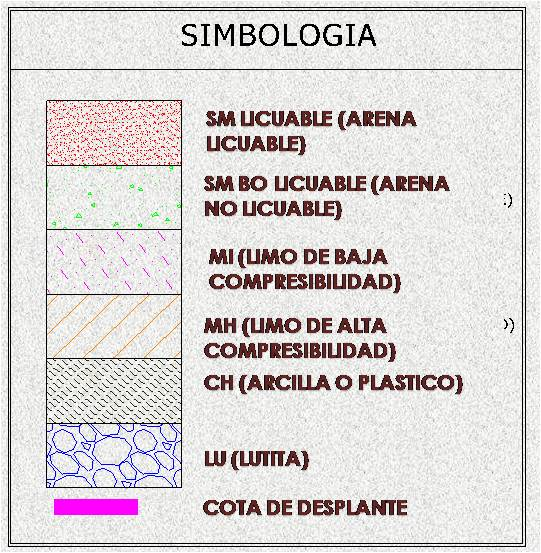 SIMBOLOGIA
SM LICUABLE (ARENA
LICUABLE)
SM BO LICUABLE (ARENA
NO LICUABLE)
MI (LIMO DE BAJA
COMPRESIBILIDAD)
MH (LIMO DE ALTA
COMPRESIBILIDAD)
CH (ARCILLA O PLASTICO)
LU (LUTITA)
COTA DE DESPLANTE